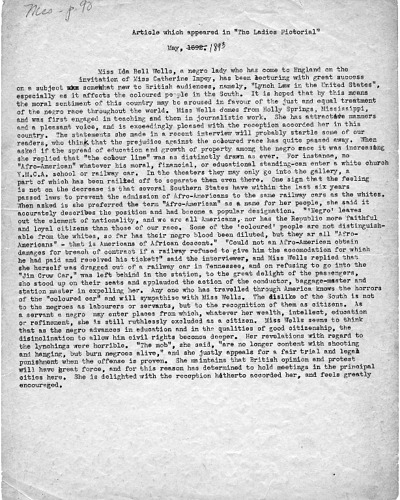 Mes - g. 93
Article which appeared in "The Ladies Pictorial"
May, 1892. 1893
Miss Ida Bell Wells, a negro lady who has come to England on the
invitation of Miss Catherine Impey, has been lecturing with great success
on a subject somewhat new to British audiences, namely, "Lynch Law in the United States",
especially as it affects the coloured people in the South. It is hoped that by this means
the moral sentiment of this country may be aroused in favour of the just and equal treatment
of the negro race throughout the world. Miss Wells comes from Holly Springs, Mississippi,
and was first engaged in teaching and then in journalistic work. She has attractive manners
and a pleasant voice, and is exceedingly pleased with the reception accorded her in this
country. The statements she made in a recent interview will probably startle some of our
readers, who think that the prejudice against the coloured race has quite passed away. When
asked if the spread of education and growth of property among the negro race it was increasing
she replied that "the colour line" was as distinctly drawn as ever. For instance, no
"Afro-American" whatever his moral, financial, or educational standing-can enter a white church
Y.M.C.A. school or railway car. In the theaters they may only go into the gallery, a
part of which has been railled off to separate them even there. One sign that the feeling
is not on the decrease is that several Southern States have within the last six years
passed laws to prevent the admission of Afro-Americans to the same railway cars as the whites.
When asked is she preferred the term "Afro-American" as a name for her people, she said it
accurately describes the position and had become a popular designation. "'Negro' leaves
out the element of nationality, and we are all Americans, nor has the Republic more faithful
and loyal citizens than those of our race. Some of the 'coloured' people are not distinguish-
able from the whites, so far has their negro blood been diluted, but they ar all "Afro-
Americans" - that is Americans of African descent." "Could not an Afro-American obtain
damages for breach of contract if a railway refused to give him the accomodation for which
he had paid and received his ticket?" said the interviewer, and Miss Wells replied that
she herself was dragged out of a railway car in Tennessee, and on refusing to go into the
"Jim Crow Car," was left behind in the station, to the great delight of the passengers,
who stood up on their seats and applauded the action of the conductor, baggage-master and
station master in expelling her. Any one who has travelled through America knows the horrors
of the "coloured car" and will sympathise with Miss Wells. The dislike of the South is not
to the negroes as labourers or servants, but to the recognition of them as citizens. As
a servant a negro may enter places from which, whatever her wealth, intellect, education
or refinement, she is still ruthlessly excluded as a citizen. Miss Wells seems to think
that as the negro advances in education and in the qualities of good citizenship, the
disinclination to allow him civil rights becomes deeper. Her revelations with regard to
the lynchings were horrible. "The mob", she said, "are no longer content with shooting
and hanging, but burn negroes alive," and she justly appeals for a fair trial and legal
punishment when the offense is proven. She maintains that British opinion and protest
will have great force, and for this reason has determined to hold meetings in the principal
cities here. She is delighted with the reception hitherto accorded her, and feels greatly
encouraged.